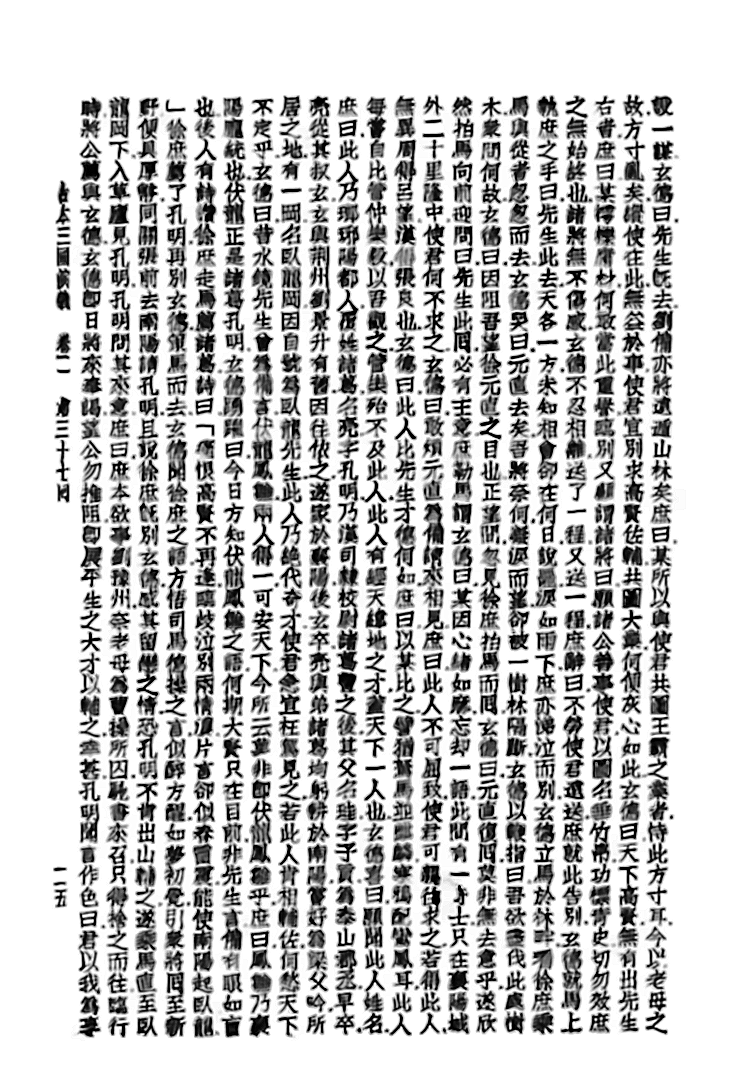 設一謀玄德曰先生既去劉備亦將遠遁山林矣庶曰某所以與使君共圖王霸之業者恃此方寸耳今以老母之
故方寸亂矣縱使在此無益於事使君宜別求高賢佐輔共圖大業何便灰心如此玄德曰天下高賢無有出先生
右者庶曰某樗櫟庸材何敢當此重譽臨別又顧謂諸將曰願諸公善事使君以圖名垂竹帛功標青史切勿效庶
之無始終也諸將無不傷感玄德不忍相離送了一程又送一程庶辭曰不勞使君遠送庶就此告別玄德就馬上
執庶之手曰先生此去天各一方未知相會卻在何日說罷淚如雨下庶亦涕泣而別玄德立馬於林畔看徐庶乘
馬與從者忽忽而去玄德哭曰元直去矣吾將奈何凝淚而望卻被一樹林隔斷玄德以鞭指曰吾欲盡伐此處樹
木衆問何故玄德曰因阻吾望徐元直之目也正望間忽見徐庶拍馬而回玄德曰元直復回莫非無去意乎遂欣
然拍馬向前迎問曰先生此回必有主意庶勒馬謂玄德曰某因心緒如麻忘卻一語此間有一奇士只在襄陽城
外二十里隆中使君何不求之玄德曰敢煩元直爲備請來相見庶曰此人不可屈致使君可親往求之若得此人
無異周得呂望漢得張良也玄德曰此人比先生才德何如庶曰以某比之譬猶駑馬並麒麟寒鴉配鸞鳳耳此人
每嘗自比管仲樂毅以吾觀之管樂殆不及此人此人有經天緯地之才蓋天下一人也玄德喜曰願聞此人姓名
庶曰此人乃瑯琊陽都人覆姓諸葛名亮字孔明乃漢司隸校尉諸葛豐之後其父名珪字子貢爲泰山郡丞早卒
亮從其叔玄玄與荆州劉景升有舊因往依之遂家於襄陽後玄卒亮與弟諸葛均躬耕於南陽嘗好爲梁父吟所
居之地有一岡名臥龍岡因自號爲臥龍先生此人乃絕代奇才使君急宜枉駕見之若此人肯相輔佐何愁天下
不定乎玄德曰昔水鏡先生曾爲備言伏龍鳳雛兩人得一可安天下今所云莫非即伏龍鳳雛乎庶曰鳳雛乃襄
陽龐統也伏龍正是諸葛孔明玄德踴躍曰今日方知伏龍鳳雛之語何期大賢只在目前非先生言備有眼如盲
也後人有詩讚徐庶走馬薦諸葛詩曰「痛恨高賢不再逢臨歧泣別兩情濃片言卻似春雷震能使南陽起臥龍
」徐庶薦了孔明再別玄德策馬而去玄德聞徐庶之語方悟司馬德操之言似醉方醒如夢初覺引衆將回至新
野便具厚幣同關張前去南陽請孔明且說徐庶既別玄德感其留戀之情恐孔明不肯出山輔之遂乘馬直至臥
龍岡下入草廬見孔明孔明問其來意庶曰庶本欲事劉豫州奈老母爲曹操所囚馳書來召只得捨之而往臨行
時將公薦與玄德玄德即日將來奉謁望公勿推阻即展平生之大才以輔之幸甚孔明聞言作色曰君以我爲享
古本三國演義　卷二　第三十七回　一二五